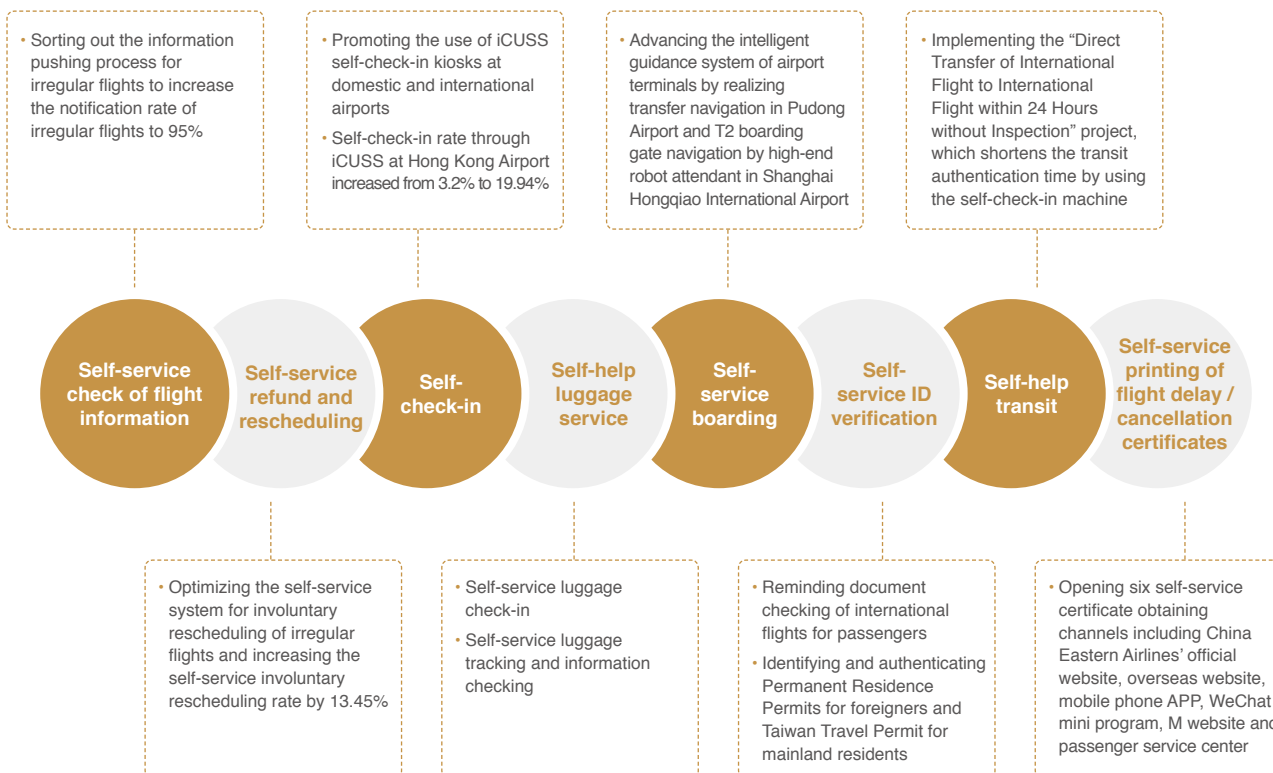 • Sorting out the information
pushing process for
irregular flights to increase
the notification rate of
irregular flights to 95%
• Promoting the use of iCUSS
self-check-in kiosks at
domestic and international
airports
• Self-check-in rate through
iCUSS at Hong Kong Airport
increased from 3.2% to 19.94%
• Advancing the intelligent
guidance system of airport
terminals by realizing
transfer navigation in Pudong
Airport and T2 boarding
gate navigation by high-end
robot attendant in Shanghai
Hongqiao International Airport
• Implementing the “Direct
Transfer of International
Flight to International
Flight within 24 Hours
without Inspection” project,
which shortens the transit
authentication time by using
the self-check-in machine
Self-service
check of flight
information
Self-service
refund and
rescheduling
Self-
check-in
Self-help
luggage
service
Self-
service
boarding
Self-
service ID
verification
Self-help
transit
Self-service
printing of
flight delay /
cancellation
certificates
• Optimizing the self-service
system for involuntary
rescheduling of irregular
flights and increasing the
self-service involuntary
rescheduling rate by 13.45%
• Self-service luggage
check-in
• Self-service luggage
tracking and information
checking
• Reminding document
checking of international
flights for passengers
• Identifying and authenticating
Permanent Residence
Permits for foreigners and
Taiwan Travel Permit for
mainland residents
• Opening six self-service
certificate obtaining
channels including China
Eastern Airlines’ official
website, overseas website,
mobile phone APP, WeChat
mini program, M website and
passenger service center